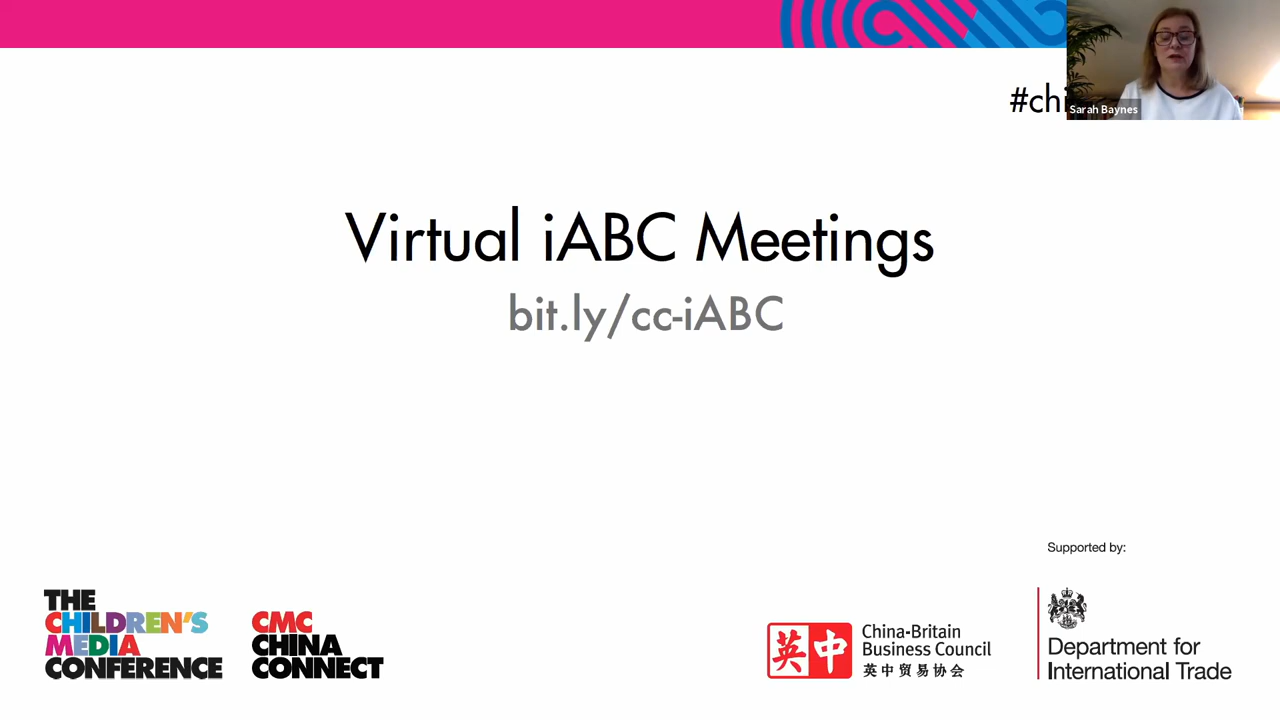 #chi
Sarah Baynes
Virtual iABC Meetings
bit.ly/cc-iABC
Supported by:
THE
CHILDREN'S
MEDIA
CONFERENCE
CMC
CHINA
CONNECT
英中
China-Britain
Business Council
英中贸易协会
Department for
International Trade